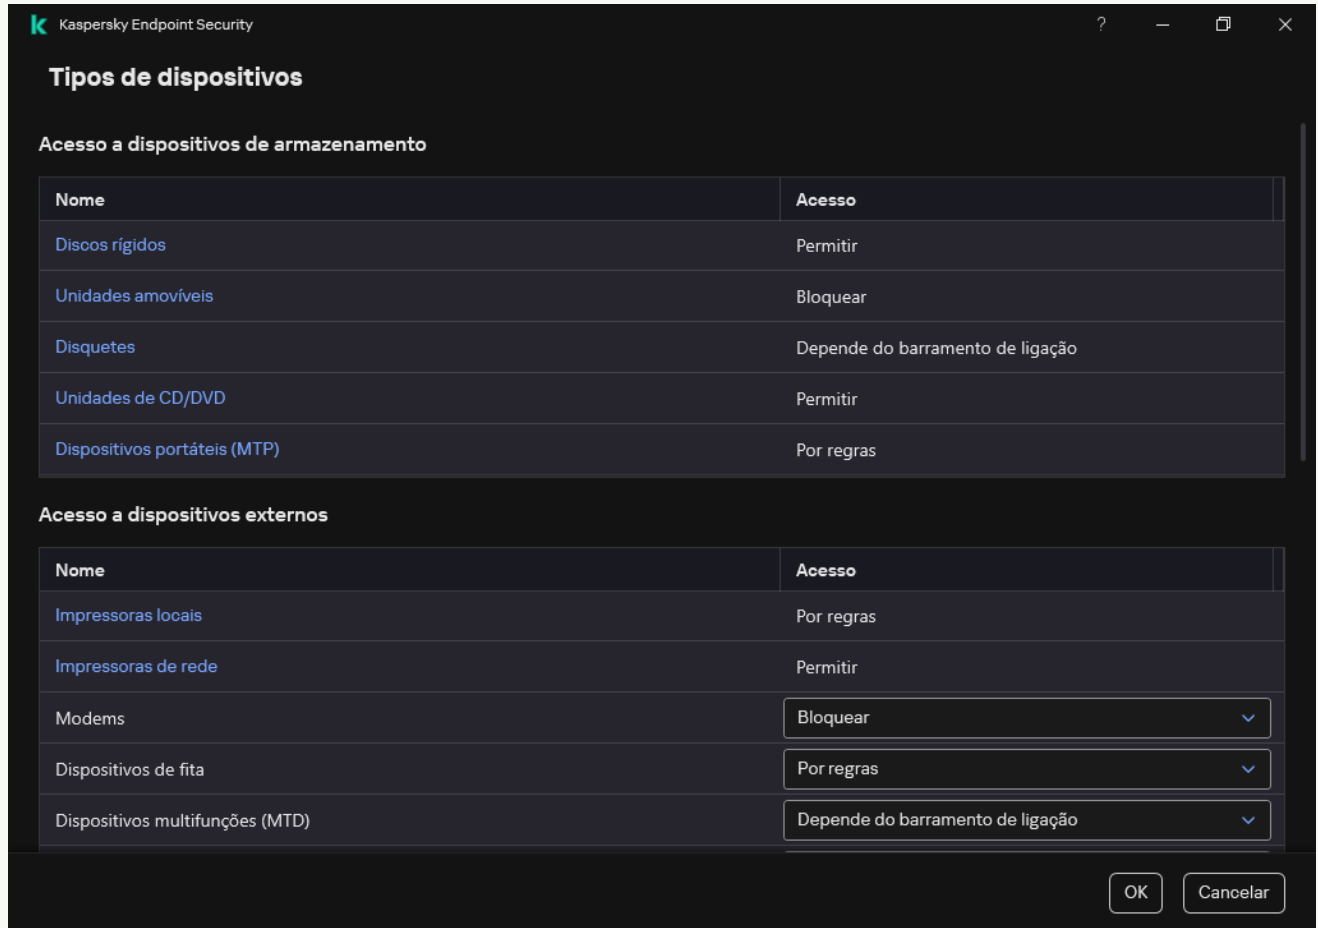 Kaspersky Endpoint Security
Tipos de dispositivos
Acesso a dispositivos de armazenamento
Nome Acesso
Discos rígidos Permitir
Unidades amovíveis Bloquear
Disquetes Depende do barramento de ligação
Unidades de CD/DVD Permitir
Dispositivos portáteis (MTP) Por regras
Acesso a dispositivos externos
Nome Acesso
Impressoras locais Por regras
Impressoras de rede Permitir
Modems Bloquear
Dispositivos de fita Por regras
Dispositivos multifunções (MTD) Depende do barramento de ligação
OK Cancelar